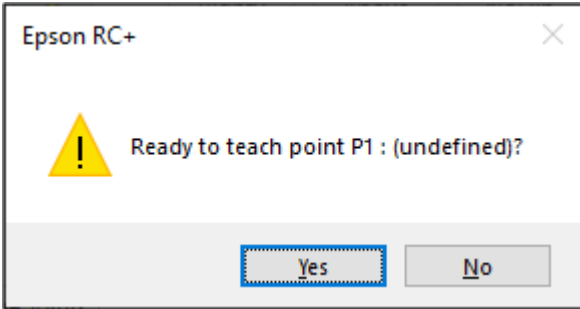 Epson RC+
Ready to teach point P1 : (undefined)?
Yes
No